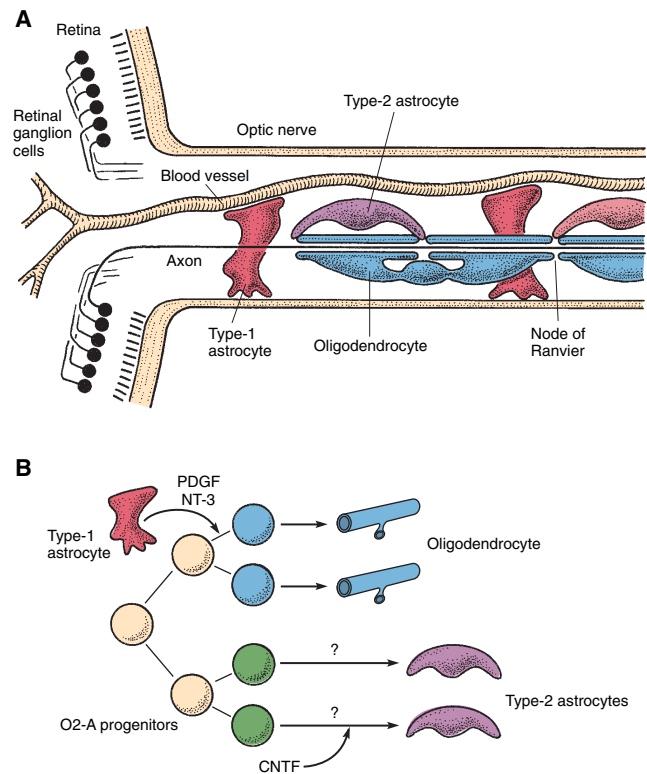 A
Retina
Type-2 astrocyte
Retinal
ganglion
cells
Optic nerve
Blood vessel
Axon
Type-1
astrocyte
Oligodendrocyte
Node of
Ranvier
B
PDGF
NT-3
Type-1
astrocyte
Oligodendrocyte
?
Type-2 astrocytes
O2-A progenitors
?
CNTF